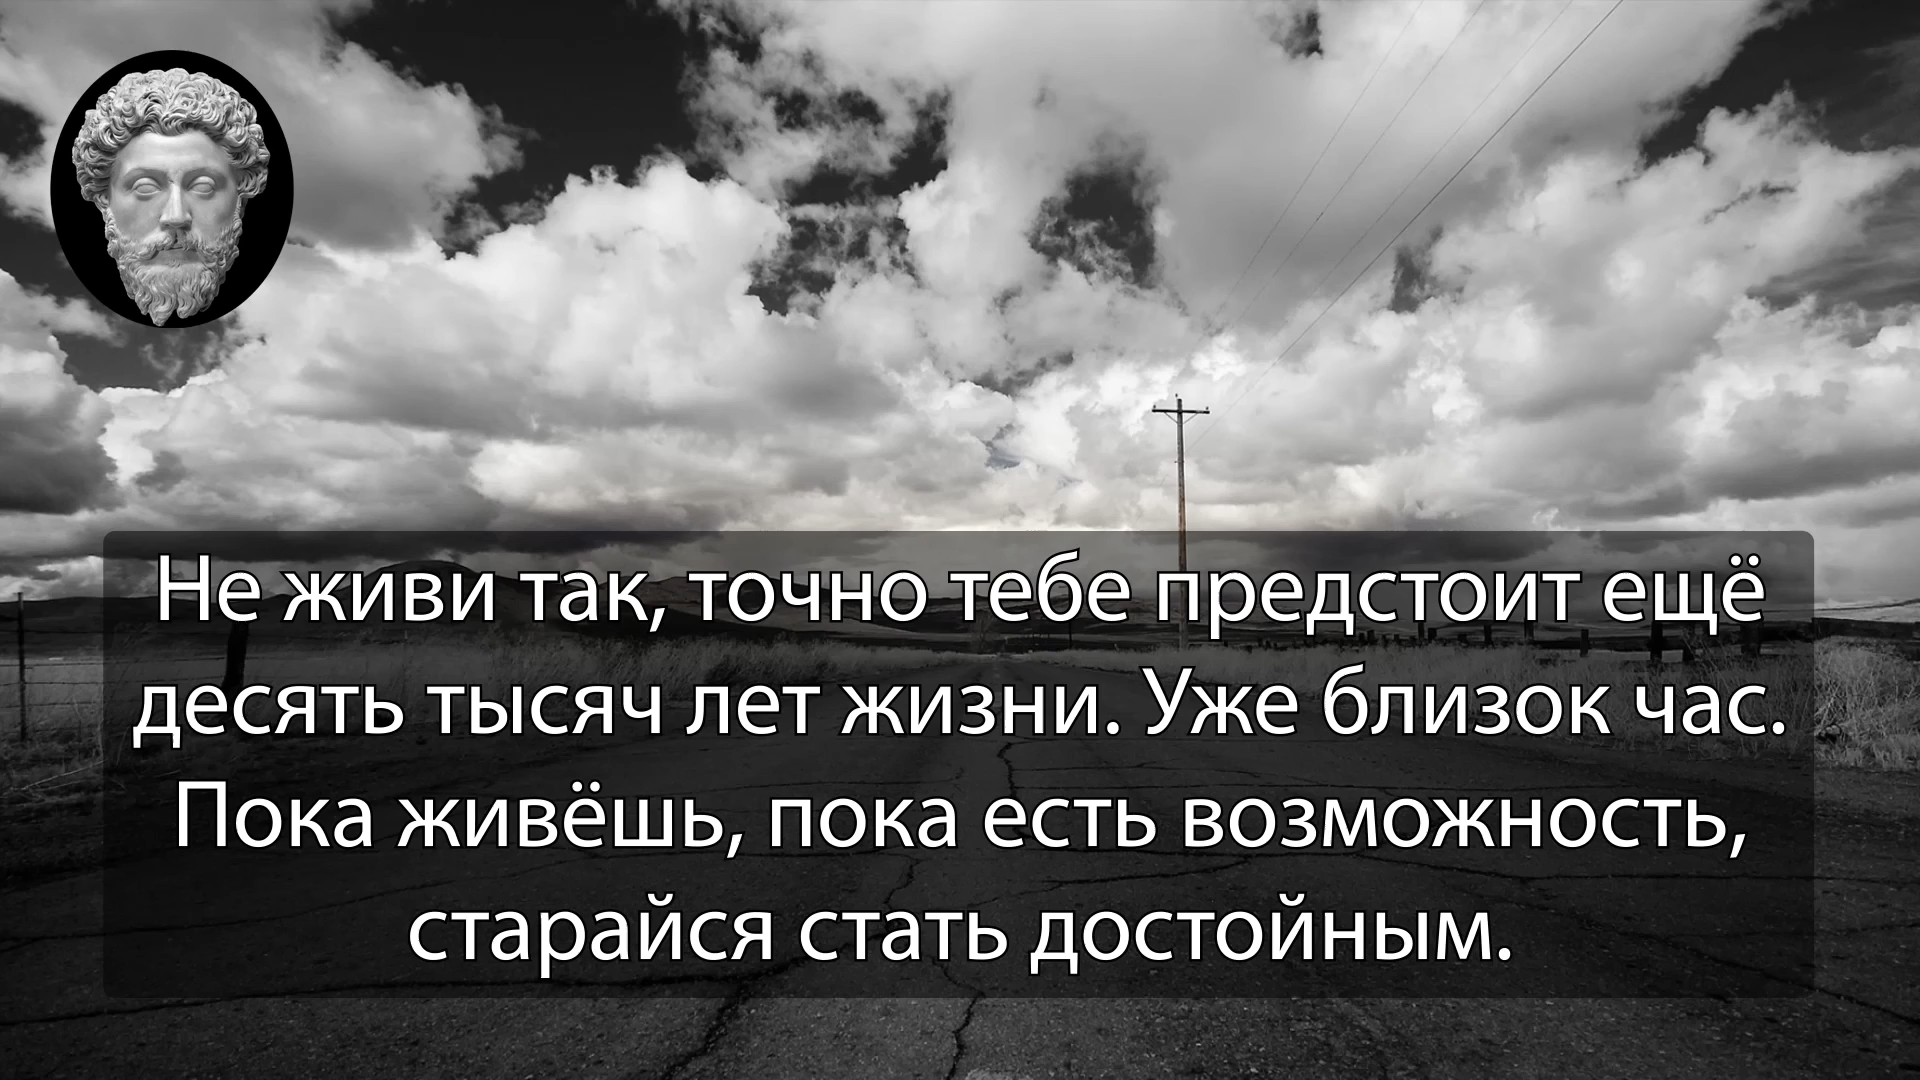 Не живи так, точно тебе предстоит ещё
десять тысяч лет жизни. Уже близок час.
Пока живёшь, пока есть возможность,
старайся стать достойным.